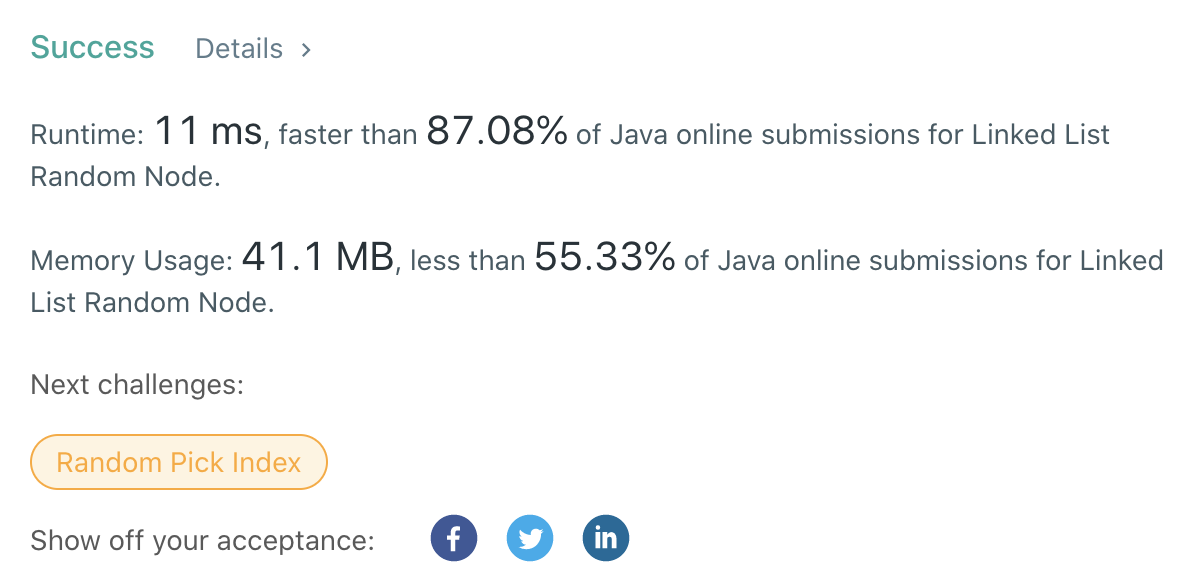 Success Details >
Runtime: 11 ms, faster than 87.08% of Java online submissions for Linked List
Random Node.
Memory Usage: 41.1 MB, less than 55.33% of Java online submissions for Linked
List Random Node.
Next challenges:
Random Pick Index
Show off your acceptance: f in